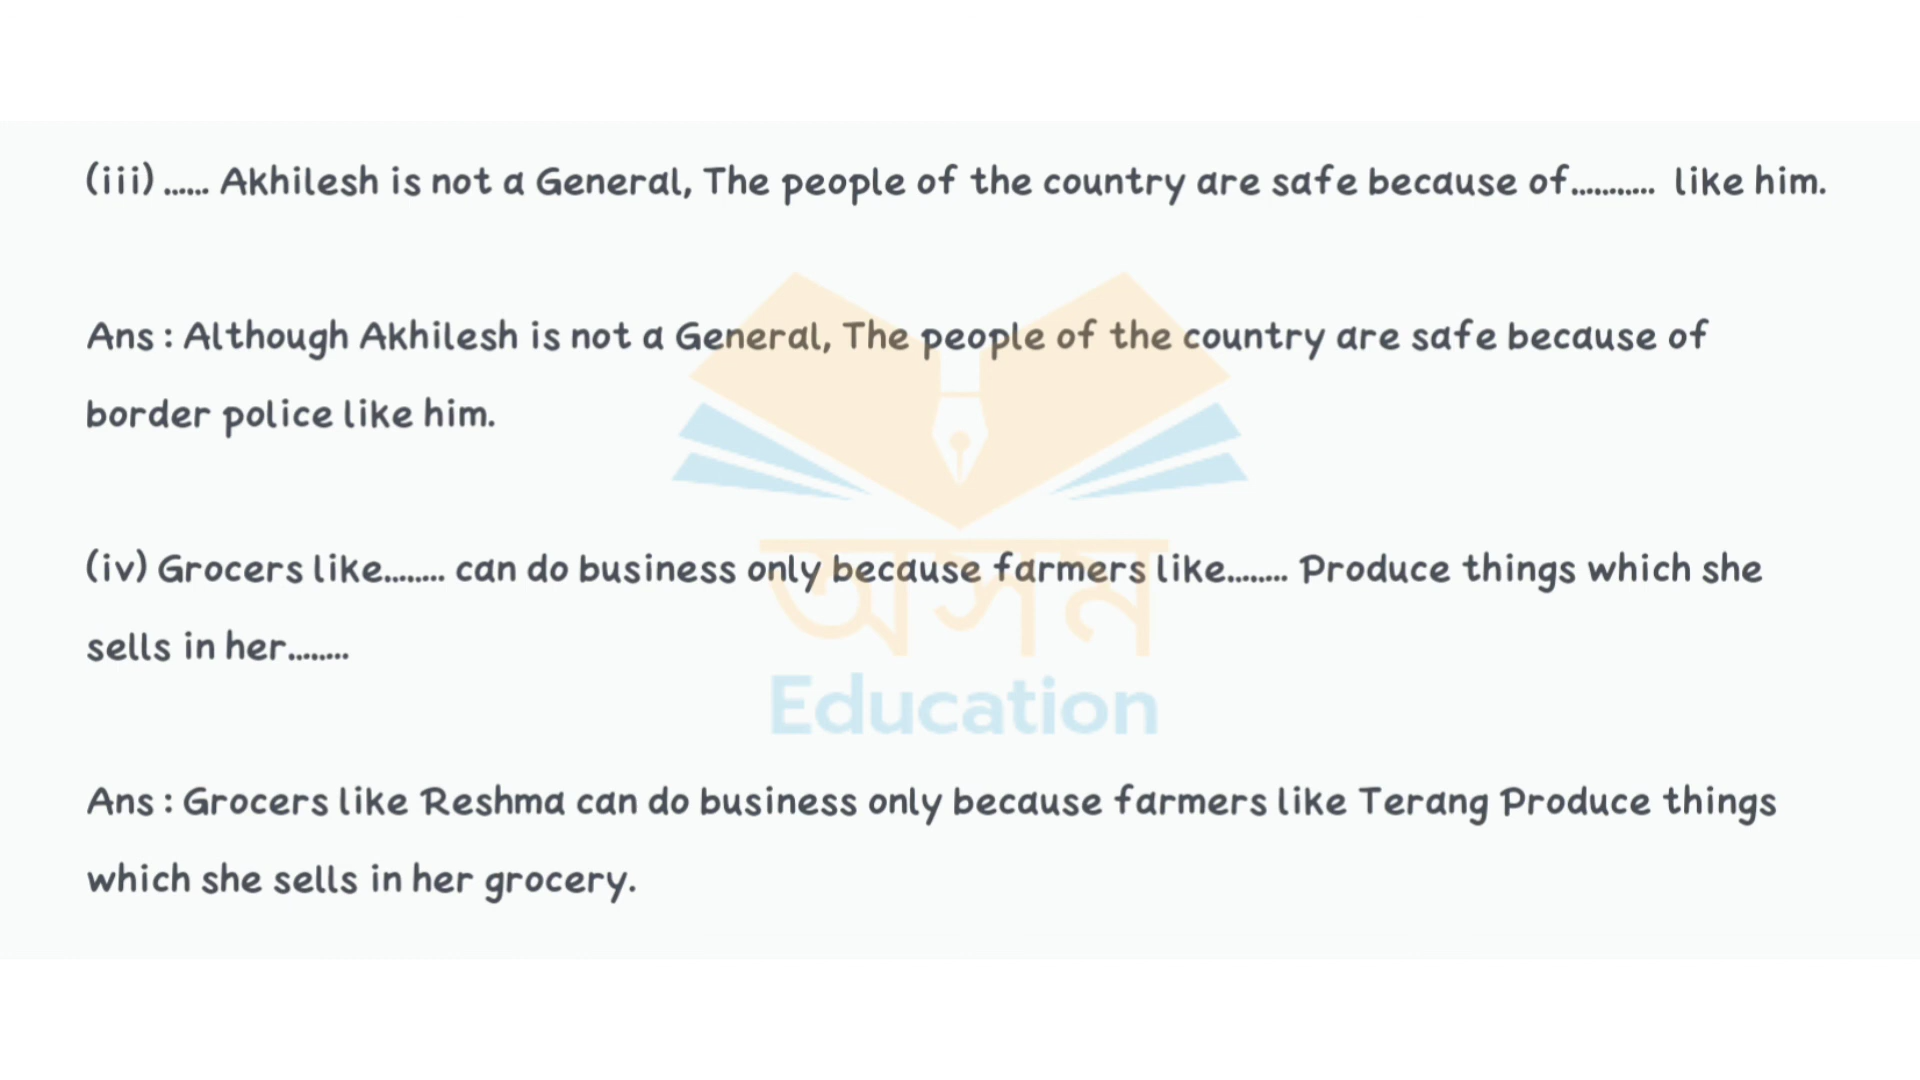 (iii) ...... Akhilesh is not a General, The people of the country are safe because of........... like him.
Ans : Although Akhilesh is not a General, The people of the country are safe because of
border police like him.
(iv) Grocers like........ can do business only because farmers like........ Produce things which she
sells in her........
অসম
Education
Ans : Grocers like Reshma can do business only because farmers like Terang Produce things
which she sells in her grocery.